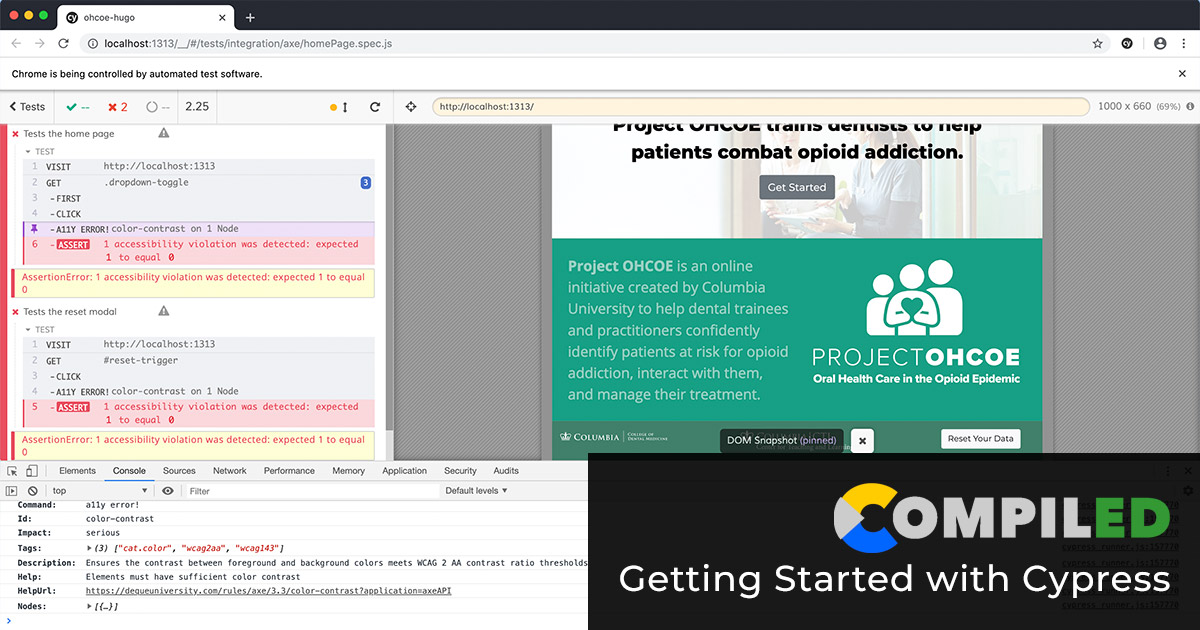 ohcoe-hugo
localhost:1313/__/#/tests/integration/axe/homePage.spec.js
Chrome is being controlled by automated test software.
Tests -- 2 -- 2.25
http://localhost:1313/
1000 x 660 (69%)
Tests the home page
TEST
1 VISIT http://localhost:1313
2 GET .dropdown-toggle 3
3 -FIRST
4 -CLICK
-A11Y ERROR! color-contrast on 1 Node
6 -ASSERT 1 accessibility violation was detected: expected
1 to equal 0
AssertionError: 1 accessibility violation was detected: expected 1 to equal
0
Tests the reset modal
TEST
1 VISIT http://localhost:1313
2 GET #reset-trigger
3 -CLICK
4 -A11Y ERROR! color-contrast on 1 Node
5 -ASSERT 1 accessibility violation was detected: expected
1 to equal 0
AssertionError: 1 accessibility violation was detected: expected 1 to equal
0
Project OHCOE trains dentists to help
patients combat opioid addiction.
Get Started
Project OHCOE is an online
initiative created by Columbia
University to help dental trainees
and practitioners confidently
identify patients at risk for opioid
addiction, interact with them,
and manage their treatment.
PROJECTOHCOE
Oral Health Care in the Opioid Epidemic
COLUMBIA
COLLEGE OF
DENTAL MEDICINE
DOM Snapshot (pinned)
Reset Your Data
Elements Console Sources Network Performance Memory Application Security Audits
top Filter Default levels
Command: a11y error!
Id: color-contrast
Impact: serious
Tags: (3) ["cat.color", "wcag2aa", "wcag143"]
Description: Ensures the contrast between foreground and background colors meets WCAG 2 AA contrast ratio thresholds
Help: Elements must have sufficient color contrast
HelpUrl: https://dequeuniversity.com/rules/axe/3.3/color-contrast?application=axeAPI
Nodes: [{…}]
COMPILED
Getting Started with Cypress
cypress_runner.js:157770